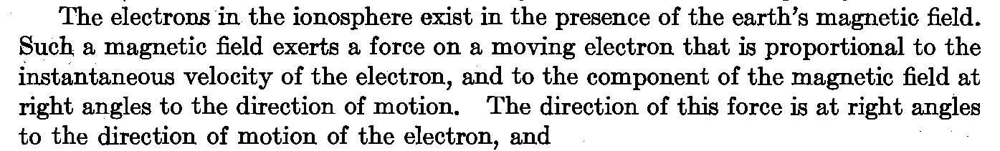 The electrons in the ionosphere exist in the presence of the earth's magnetic field.
Such a magnetic field exerts a force on a moving electron that is proportional to the
instantaneous velocity of the electron, and to the component of the magnetic field at
right angles to the direction of motion. The direction of this force is at right angles
to the direction of motion of the electron, and